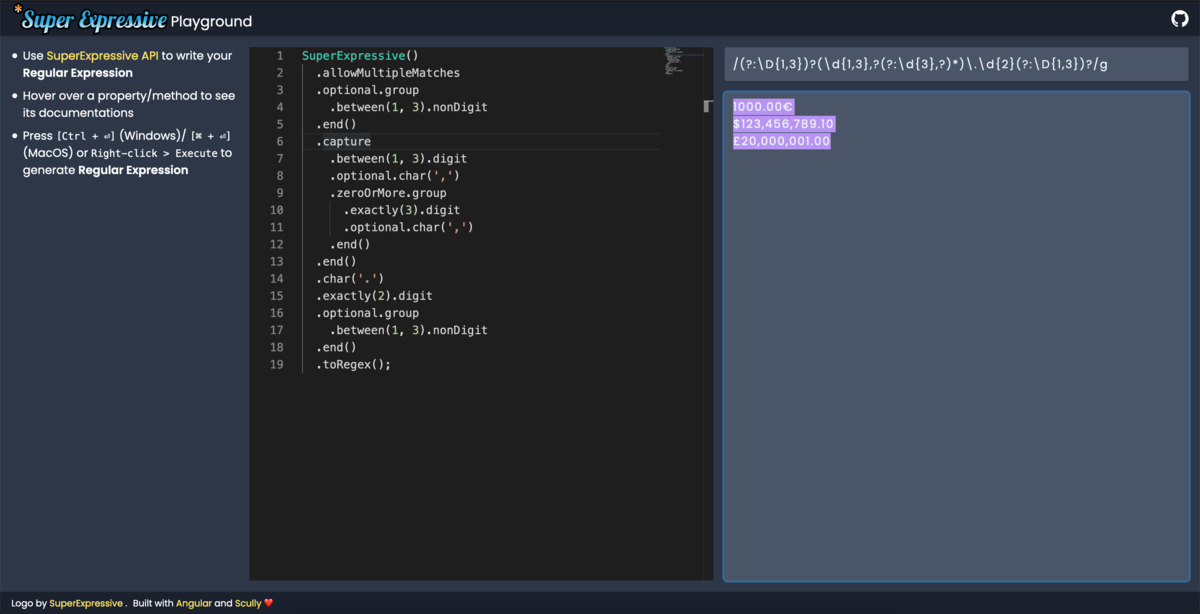 Super Expressive Playground
Use SuperExpressive API to write your
Regular Expression
Hover over a property/method to see
its documentations
Press [Ctrl + ⏎] (Windows)/ [⌘ + ⏎]
(MacOS) or Right-click > Execute to
generate Regular Expression
1 SuperExpressive()
2 .allowMultipleMatches
3 .optional.group
4 .between(1, 3).nonDigit
5 .end()
6 .capture
7 .between(1, 3).digit
8 .optional.char(',')
9 .zeroOrMore.group
10 .exactly(3).digit
11 .optional.char(',')
12 .end()
13 .end()
14 .char('.')
15 .exactly(2).digit
16 .optional.group
17 .between(1, 3).nonDigit
18 .end()
19 .toRegex();
/(?:\D{1,3})?(\d{1,3},?(?:\d{3},?)*)\.\d{2}(?:\D{1,3})?/g
1000.00€
$123,456,789.10
£20,000,001.00
Logo by SuperExpressive . Built with Angular and Scully ❤️